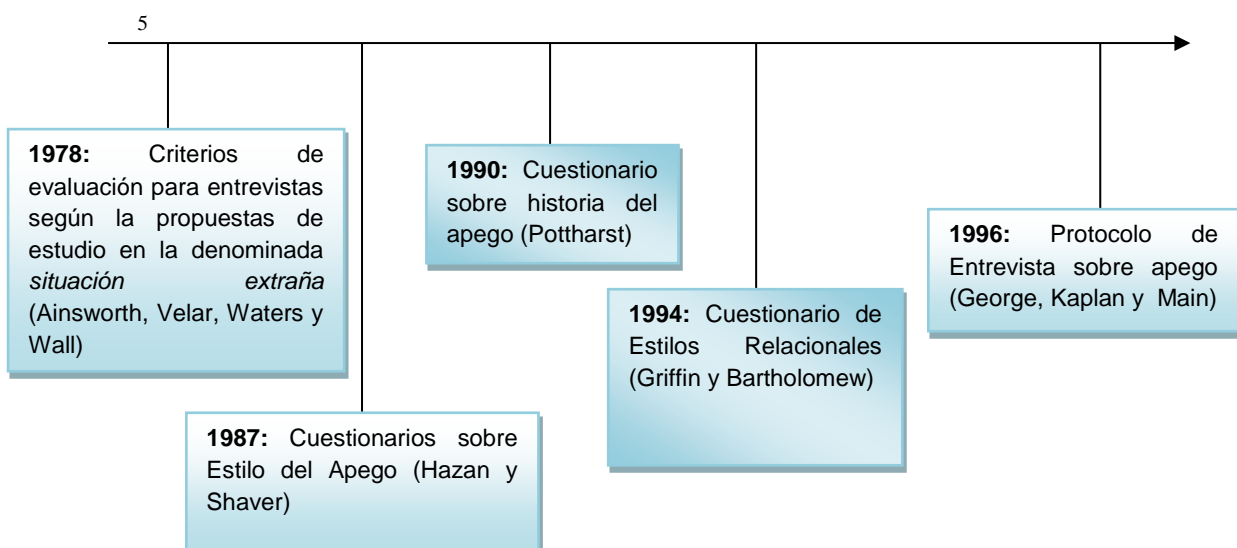 5
1978: Criterios de
evaluación para entrevistas
según la propuestas de
estudio en la denominada
situación extraña
(Ainsworth, Velar, Waters y
Wall)
1987: Cuestionarios sobre
Estilo del Apego (Hazan y
Shaver)
1990: Cuestionario
sobre historia del
apego (Pottharst)
1994: Cuestionario de
Estilos Relacionales
(Griffin y Bartholomew)
1996: Protocolo de
Entrevista sobre apego
(George, Kaplan y Main)